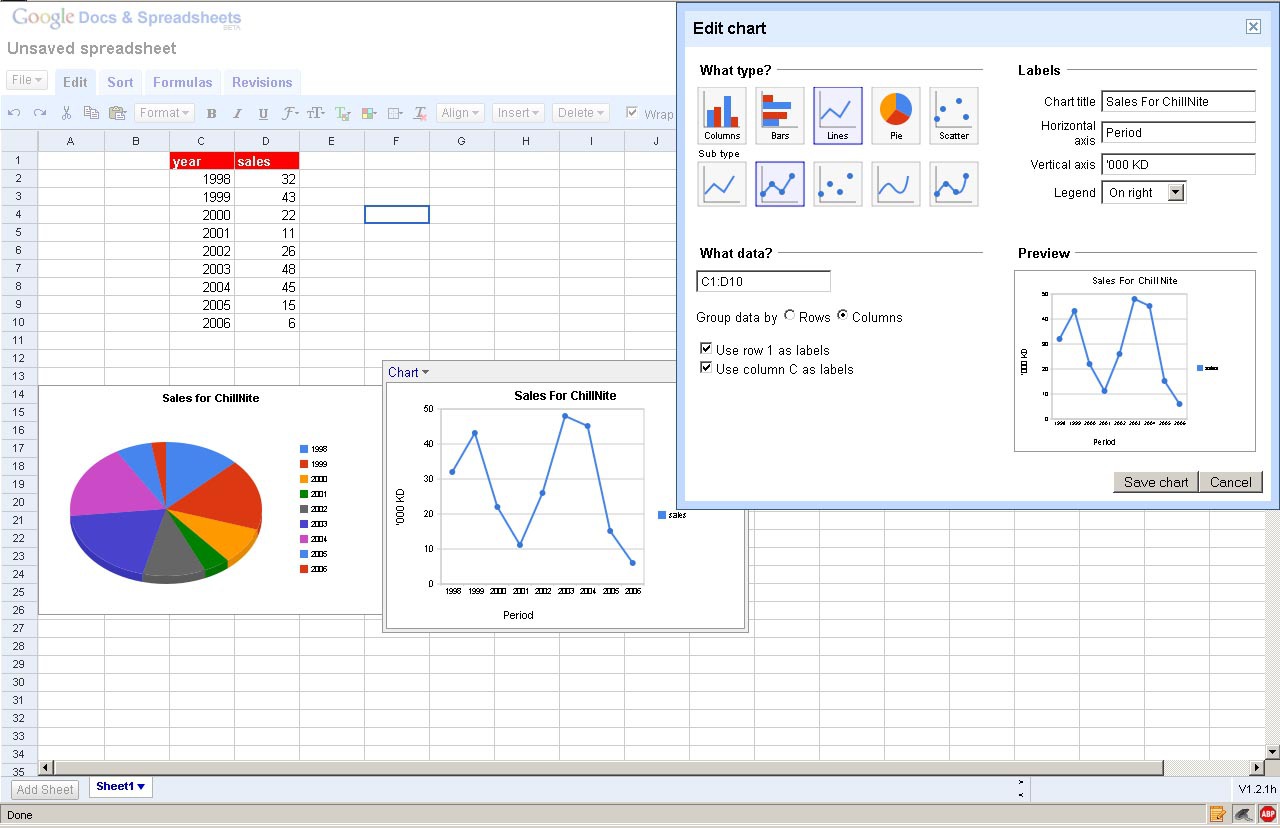 Google Docs & Spreadsheets
BETA
Unsaved spreadsheet
File
Edit Sort Formulas Revisions
Format B I U F T T T Align Insert Delete Wrap
A B C D E F G H I J
1 year sales
2 1998 32
3 1999 43
4 2000 22
5 2001 11
6 2002 26
7 2003 48
8 2004 45
9 2005 15
10 2006 6
11
12
13
14
15
16
17
18
19
20
21
22
23
24
25
26
27
28
29
30
31
32
33
34
35
Sales for ChillNite
1998
1999
2000
2001
2002
2003
2004
2005
2006
Chart
Sales For ChillNite
50
40
30
20
10
0
'000 KD
1998 1999 2000 2001 2002 2003 2004 2005 2006
Period
sales
Edit chart
What type?
Columns Bars Lines Pie Scatter
Sub type
What data?
C1:D10
Group data by Rows Columns
Use row 1 as labels
Use column C as labels
Labels
Chart title Sales For ChillNite
Horizontal axis Period
Vertical axis '000 KD
Legend On right
Preview
Sales For ChillNite
50
40
30
20
10
0
'000 KD
1998 1999 2000 2001 2002 2003 2004 2005 2006
Period
sales
Save chart Cancel
Add Sheet Sheet1
V1.2.1h
Done
ABP